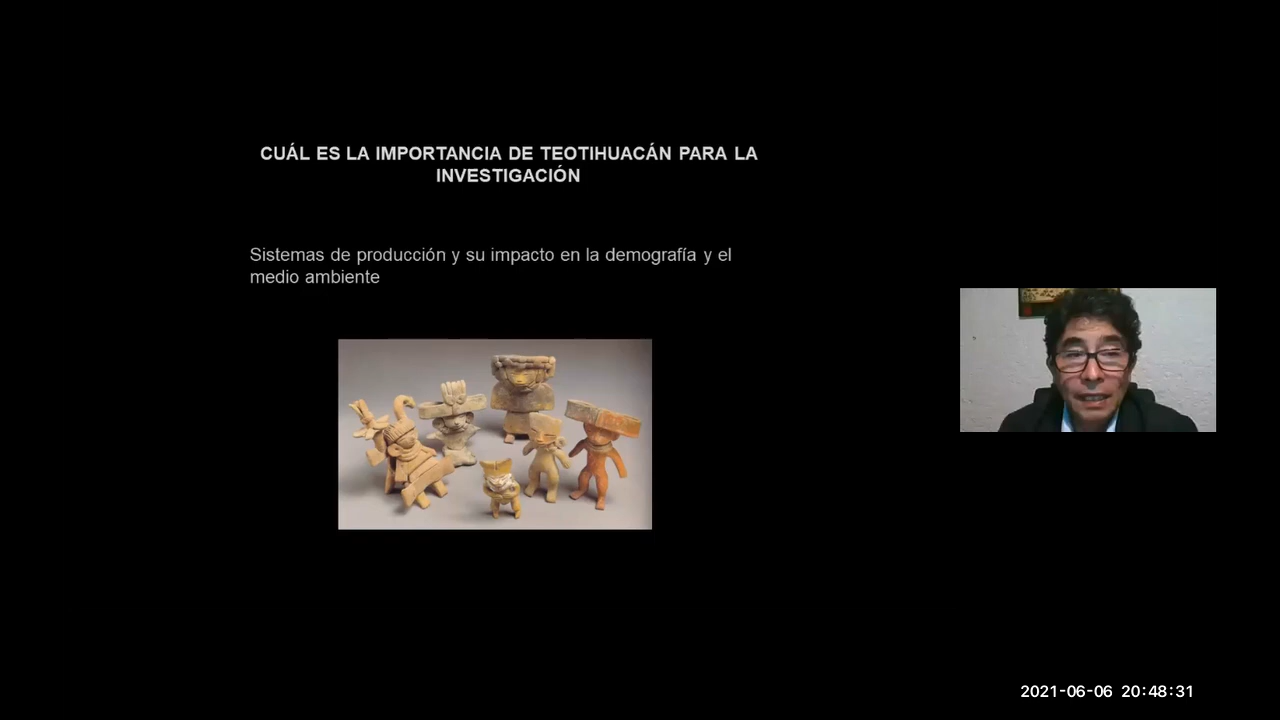 CUÁL ES LA IMPORTANCIA DE TEOTIHUACÁN PARA LA
INVESTIGACIÓN
Sistemas de producción y su impacto en la demografía y el
medio ambiente
2021-06-06 20:48:31